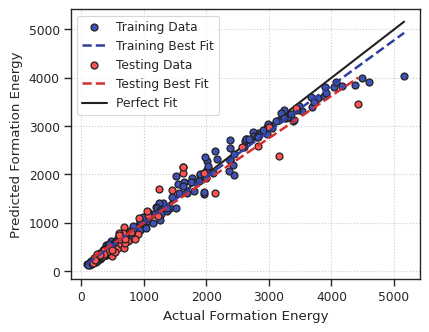 Training Data
Training Best Fit
Testing Data
Testing Best Fit
Perfect Fit
Predicted Formation Energy
5000
4000
3000
2000
1000
0
0 1000 2000 3000 4000 5000
Actual Formation Energy